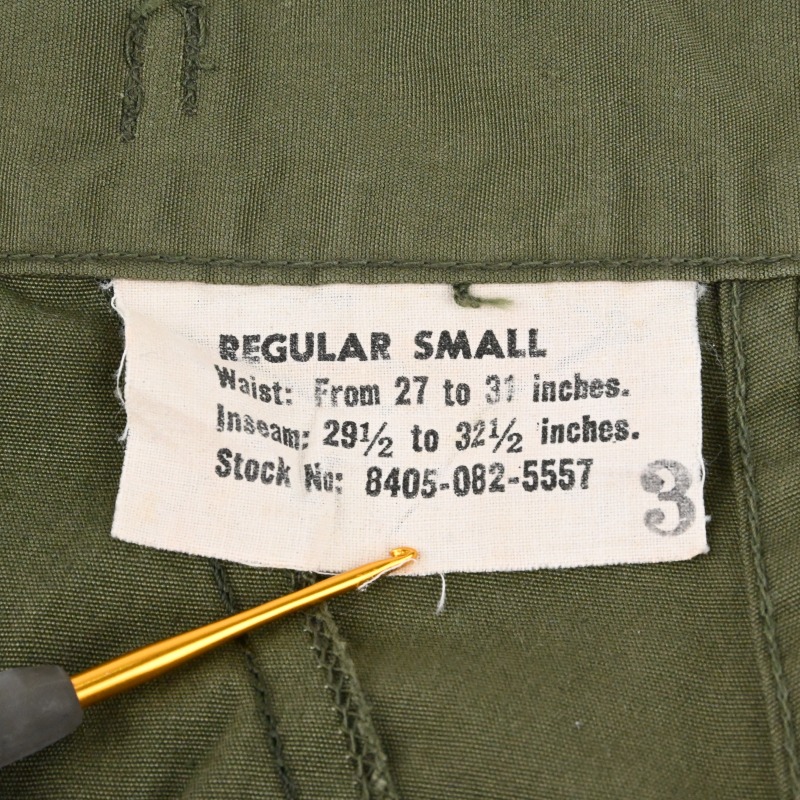 REGULAR SMALL
Waist: From 27 to 31 inches.
Inseam: 29½ to 32½ inches.
Stock No: 8405-082-5557
3